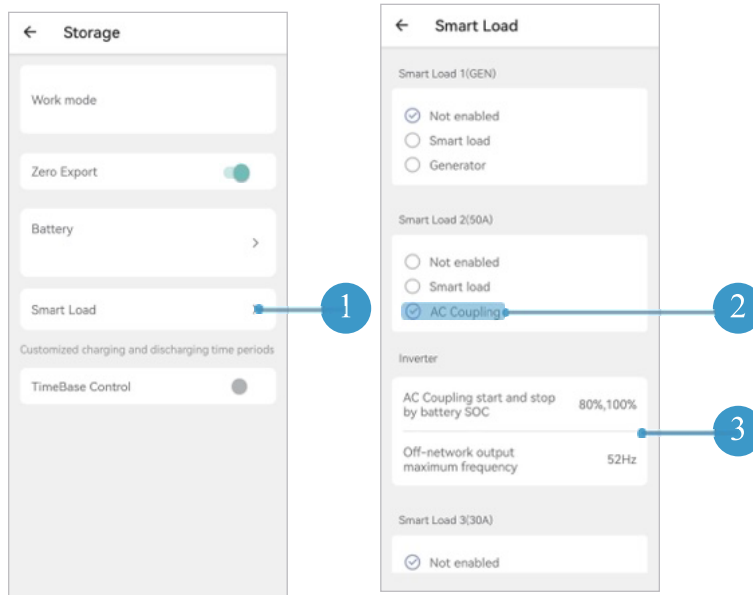 Storage
Work mode
Zero Export
Battery
Smart Load
Customized charging and discharging time periods
TimeBase Control
1
Smart Load
Smart Load 1(GEN)
Not enabled
Smart load
Generator
Smart Load 2(50A)
Not enabled
Smart load
AC Coupling
2
Inverter
AC Coupling start and stop
by battery SOC
80%,100%
3
Off-network output
maximum frequency
52Hz
Smart Load 3(30A)
Not enabled